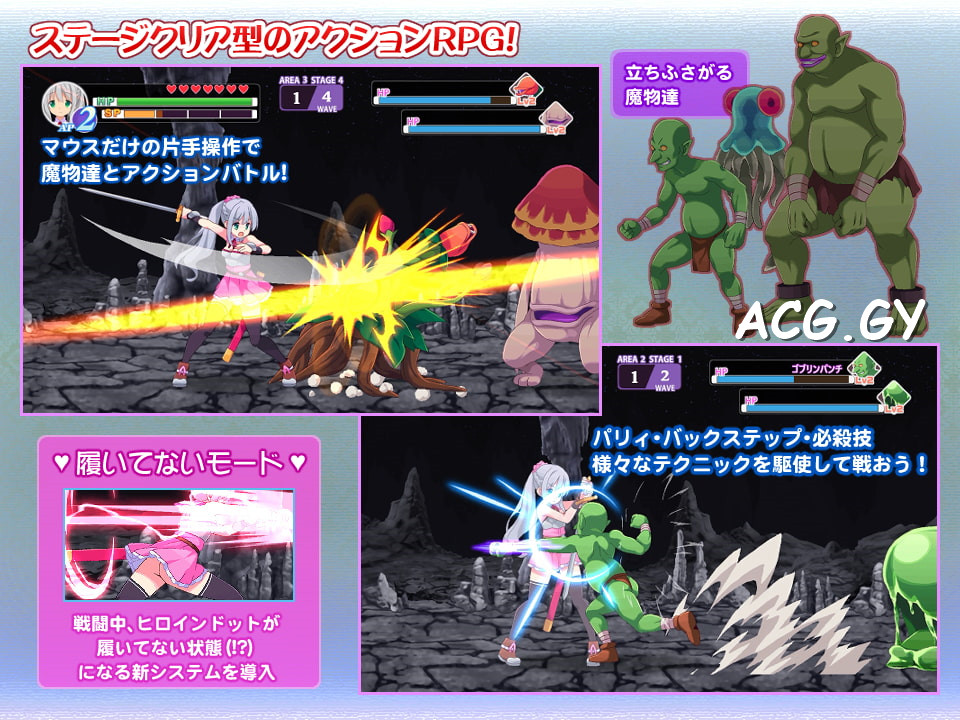 ステージクリア型のアクションRPG!
AREA 3 STAGE 4
1 4
WAVE
HP
Lv2
HP
Lv2
HP
SP
AP 2
マウスだけの片手操作で
魔物達とアクションバトル!
立ちふさがる
魔物達
ACG.GY
AREA 2 STAGE 1
1 2
WAVE
HP
ゴブリンパンチ
Lv2
HP
Lv2
パリィ・バックステップ・必殺技
様々なテクニックを駆使して戦おう!
♥履いてないモード♥
戦闘中、ヒロインドットが
履いてない状態(!?)
になる新システムを導入